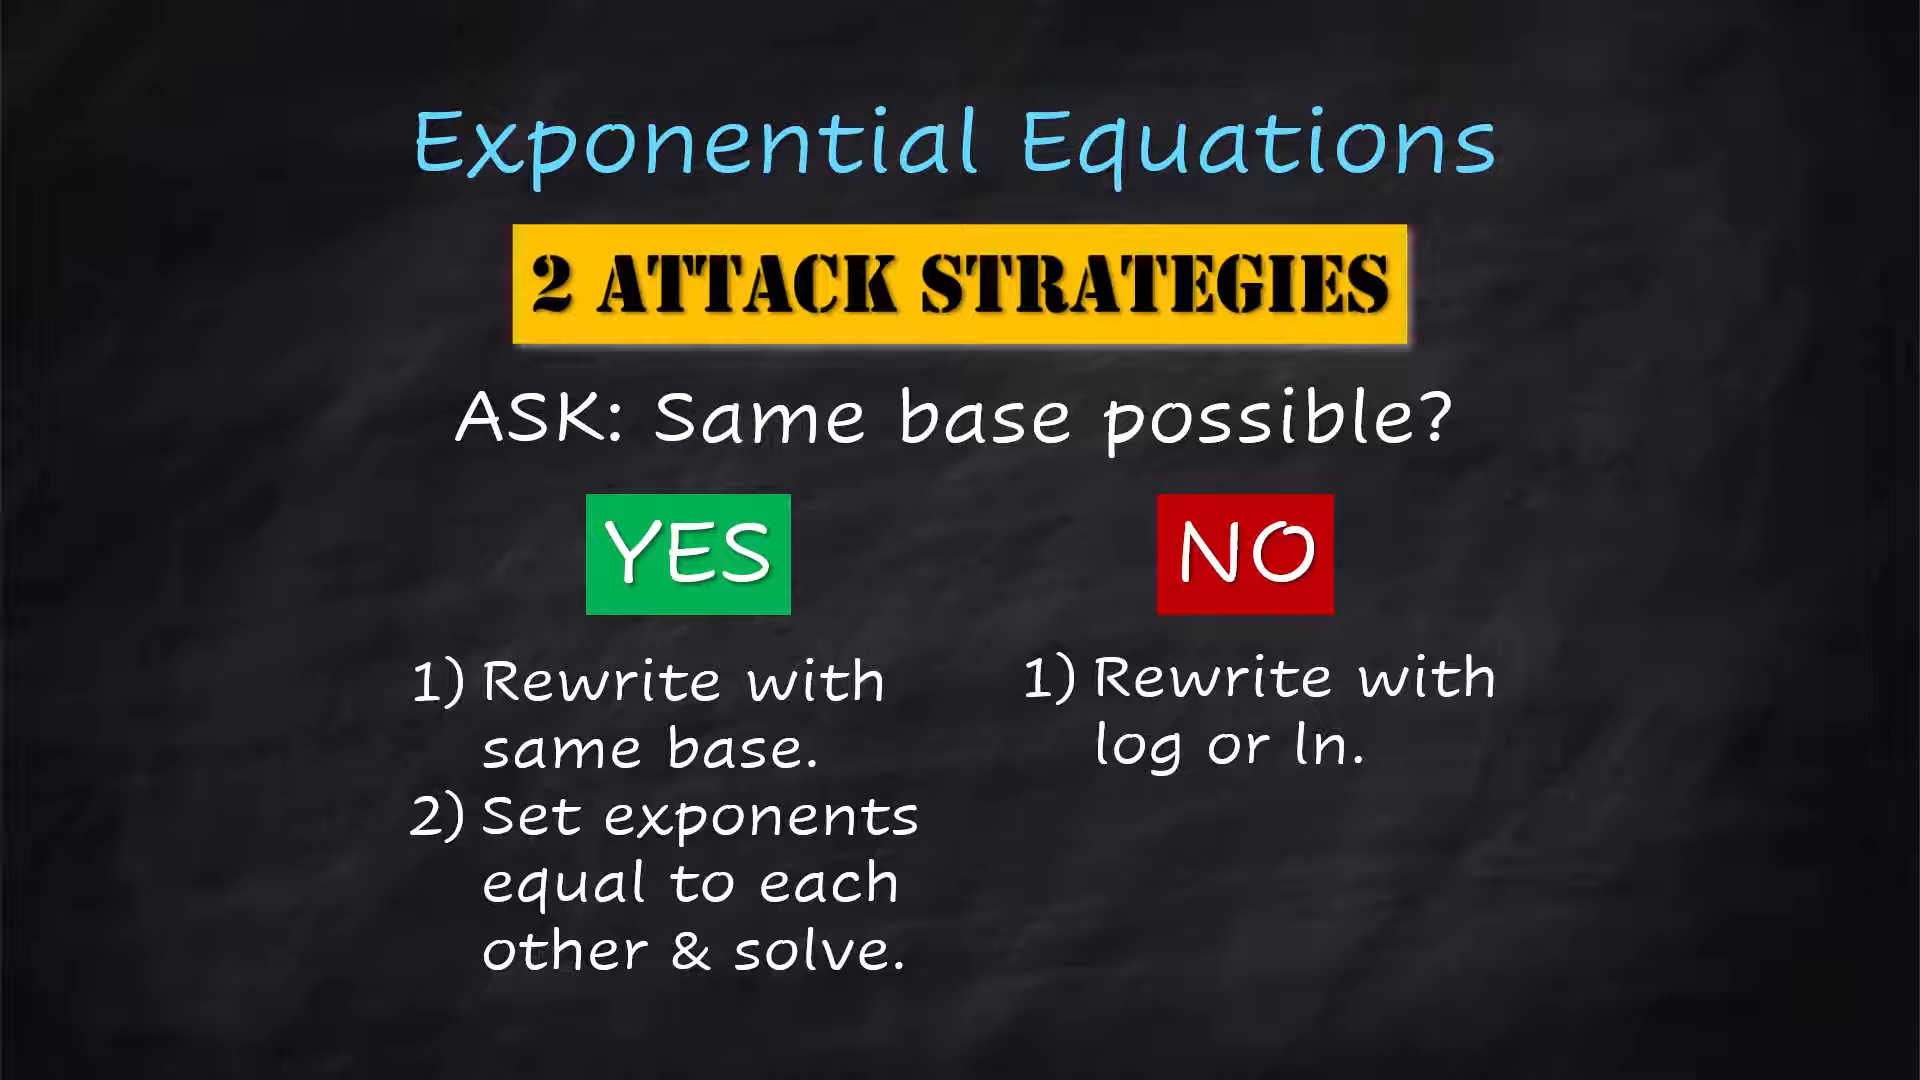 Exponential Equations
2 ATTACK STRATEGIES
ASK: Same base possible?
YES
1) Rewrite with
same base.
2) Set exponents
equal to each
other & solve.
NO
1) Rewrite with
log or ln.